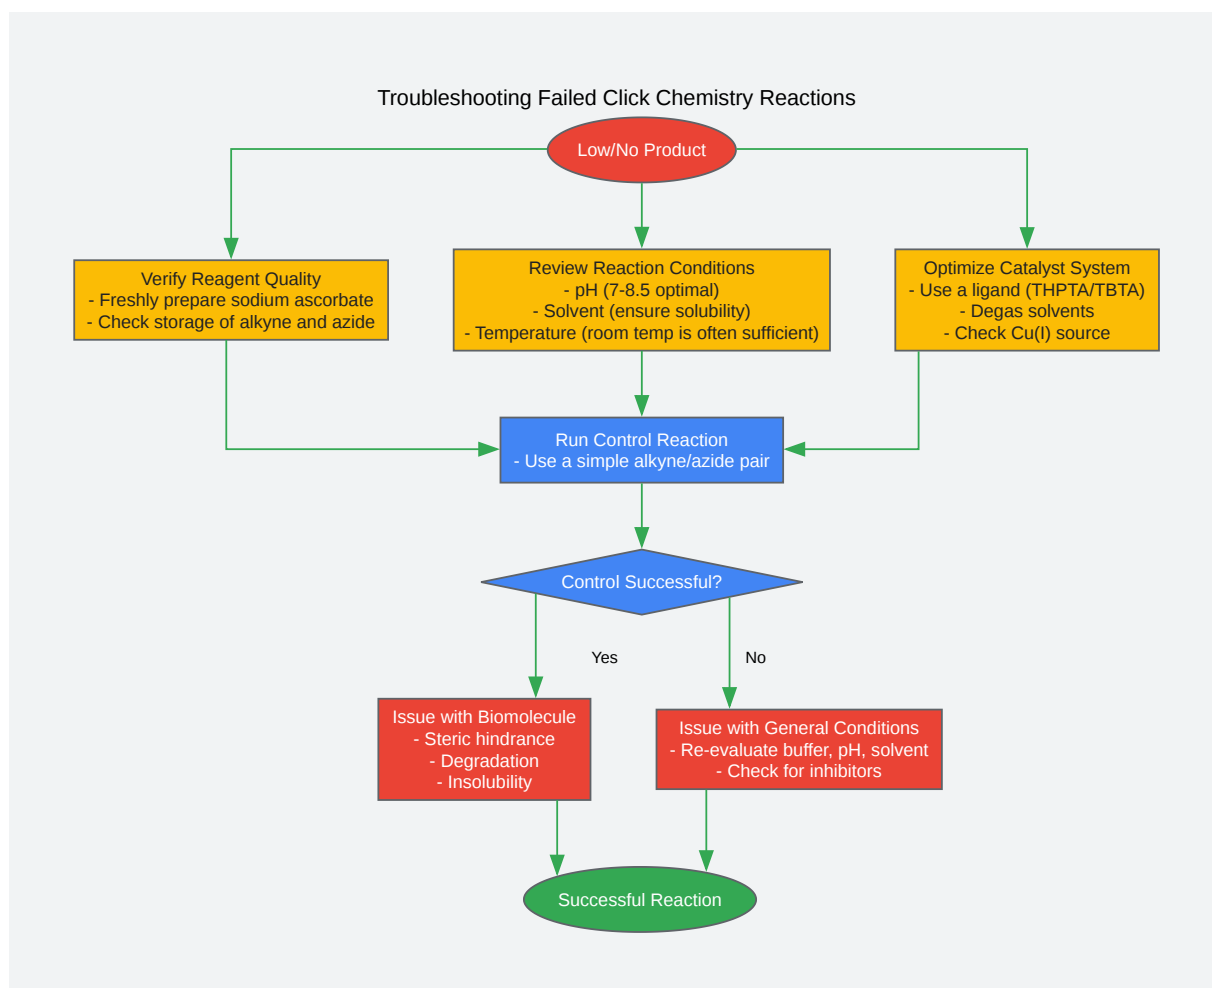 Troubleshooting Failed Click Chemistry Reactions
Low/No Product
Verify Reagent Quality
- Freshly prepare sodium ascorbate
- Check storage of alkyne and azide
Review Reaction Conditions
- pH (7-8.5 optimal)
- Solvent (ensure solubility)
- Temperature (room temp is often sufficient)
Optimize Catalyst System
- Use a ligand (THPTA/TBTA)
- Degas solvents
- Check Cu(I) source
Run Control Reaction
- Use a simple alkyne/azide pair
Control Successful?
Yes
No
Issue with Biomolecule
- Steric hindrance
- Degradation
- Insolubility
Issue with General Conditions
- Re-evaluate buffer, pH, solvent
- Check for inhibitors
Successful Reaction